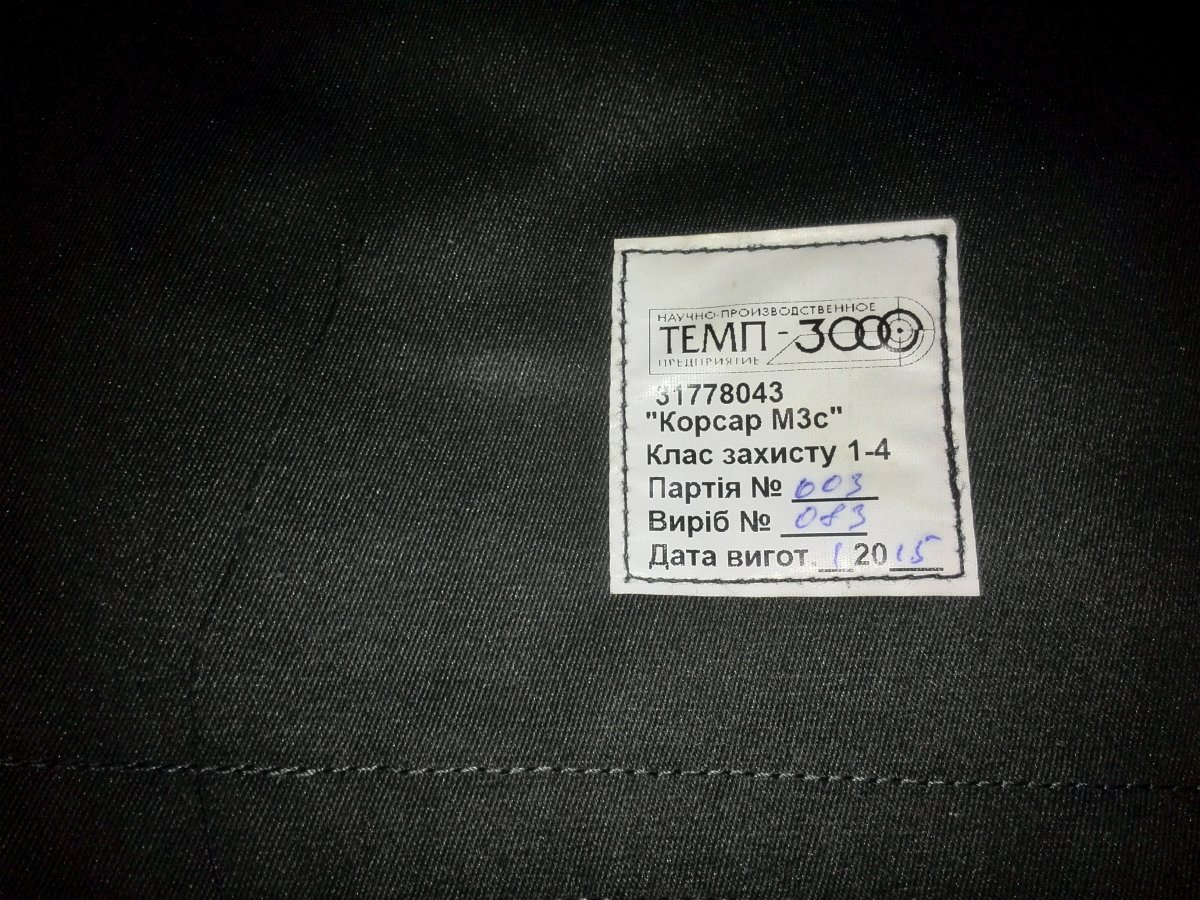 НАУЧНО-ПРОИЗВОДСТВЕННОЕ
ТЕМП-3000
ПРЕДПРИЯТИЕ
31778043
"Корсар М3с"
Клас захисту 1-4
Партія № 003
Виріб № 083
Дата вигот. 1 2015